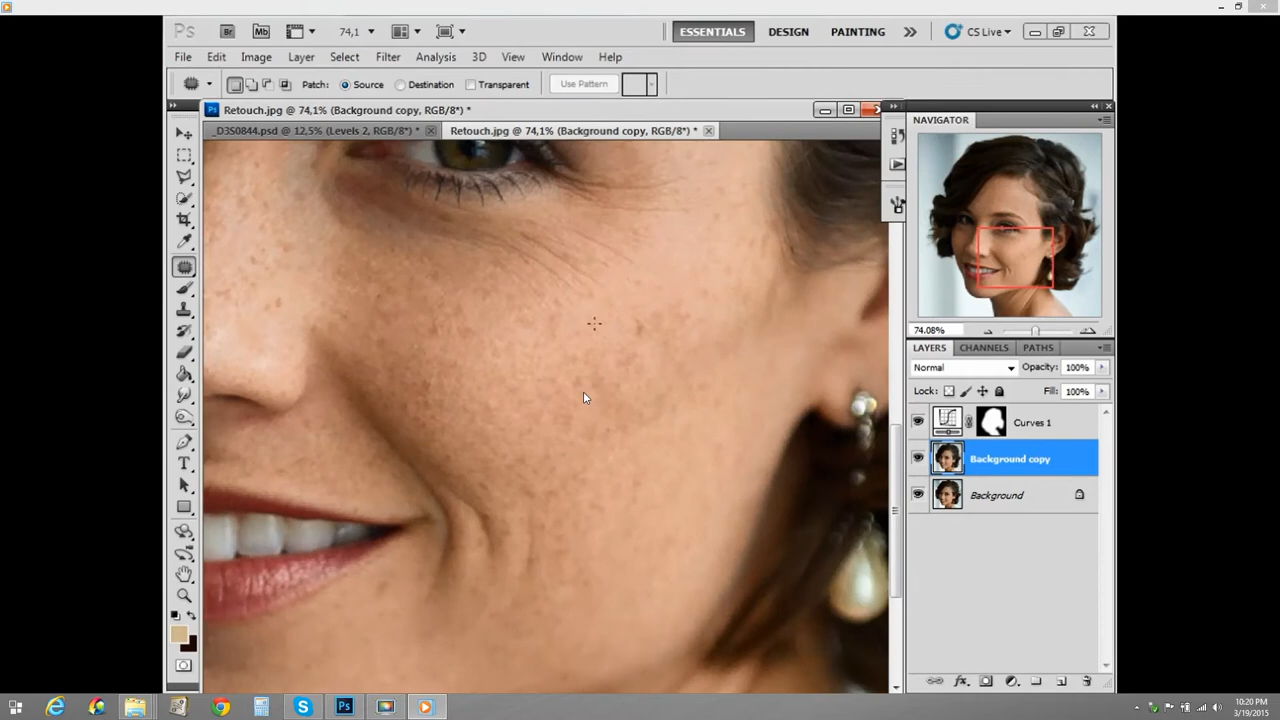 Ps Br Mb 74,1 ESSENTIALS DESIGN PAINTING CS Live
File Edit Image Layer Select Filter Analysis 3D View Window Help
Patch: Source Destination Transparent Use Pattern
Ps Retouch.jpg @ 74,1% (Background copy, RGB/8*) *
_D3S0844.psd @ 12,5% (Levels 2, RGB/8*) * Retouch.jpg @ 74,1% (Background copy, RGB/8*) *
NAVIGATOR
74.08%
LAYERS CHANNELS PATHS
Normal Opacity: 100%
Lock: Fill: 100%
Curves 1
Background copy
Background
10:20 PM
3/19/2015